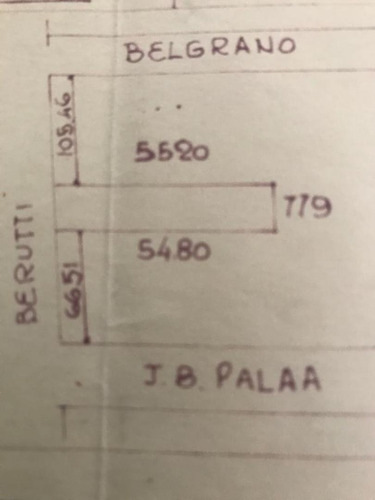 BELGRANO
105.46
5520
779
BERUTTI
5480
66.51
J. B. PALAA